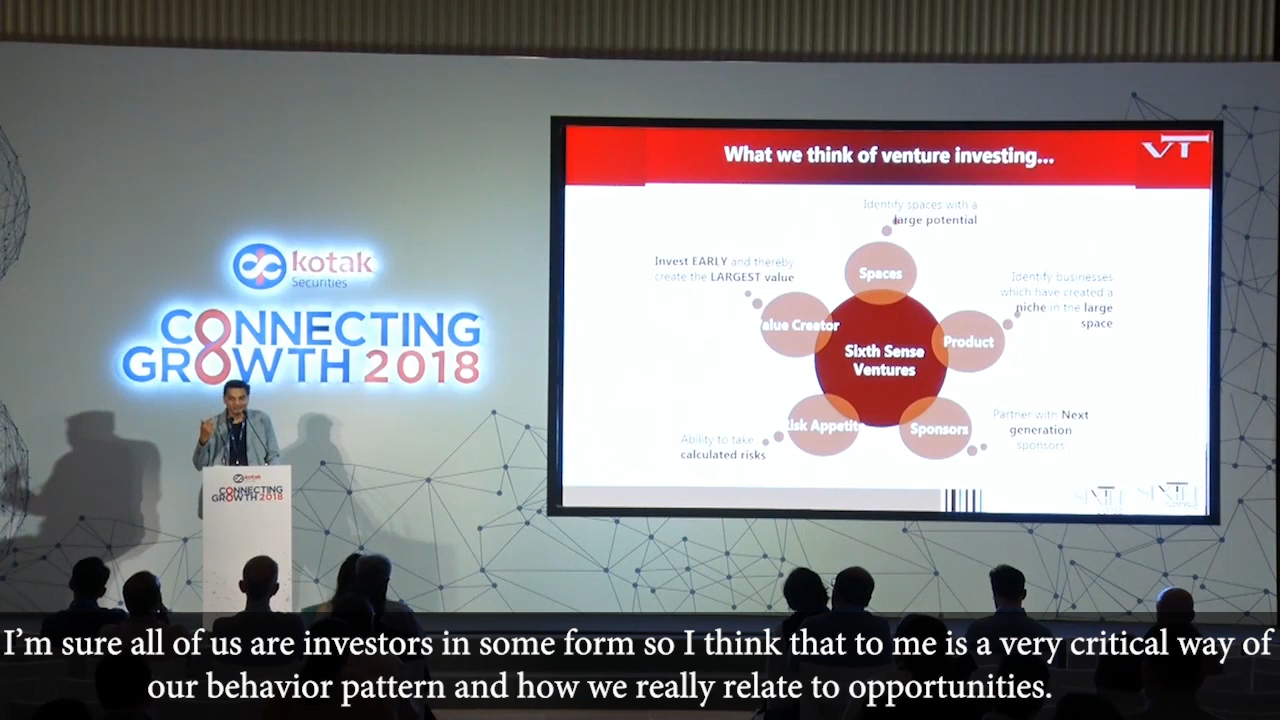 kotak
Securities
CONNECTING
GROWTH 2018
kotak
CONNECTING
GROWTH 2018
What we think of venture investing...
VT
Identify spaces with a
large potential
Spaces
Invest EARLY and thereby
create the LARGEST value
alue Creator
Identify businesses
which have created a
niche in the large
space
Product
Sixth Sense
Ventures
Risk Appetite
Ability to take
calculated risks
Sponsors
Partner with Next
generation
sponsors
I'm sure all of us are investors in some form so I think that to me is a very critical way of
our behavior pattern and how we really relate to opportunities.